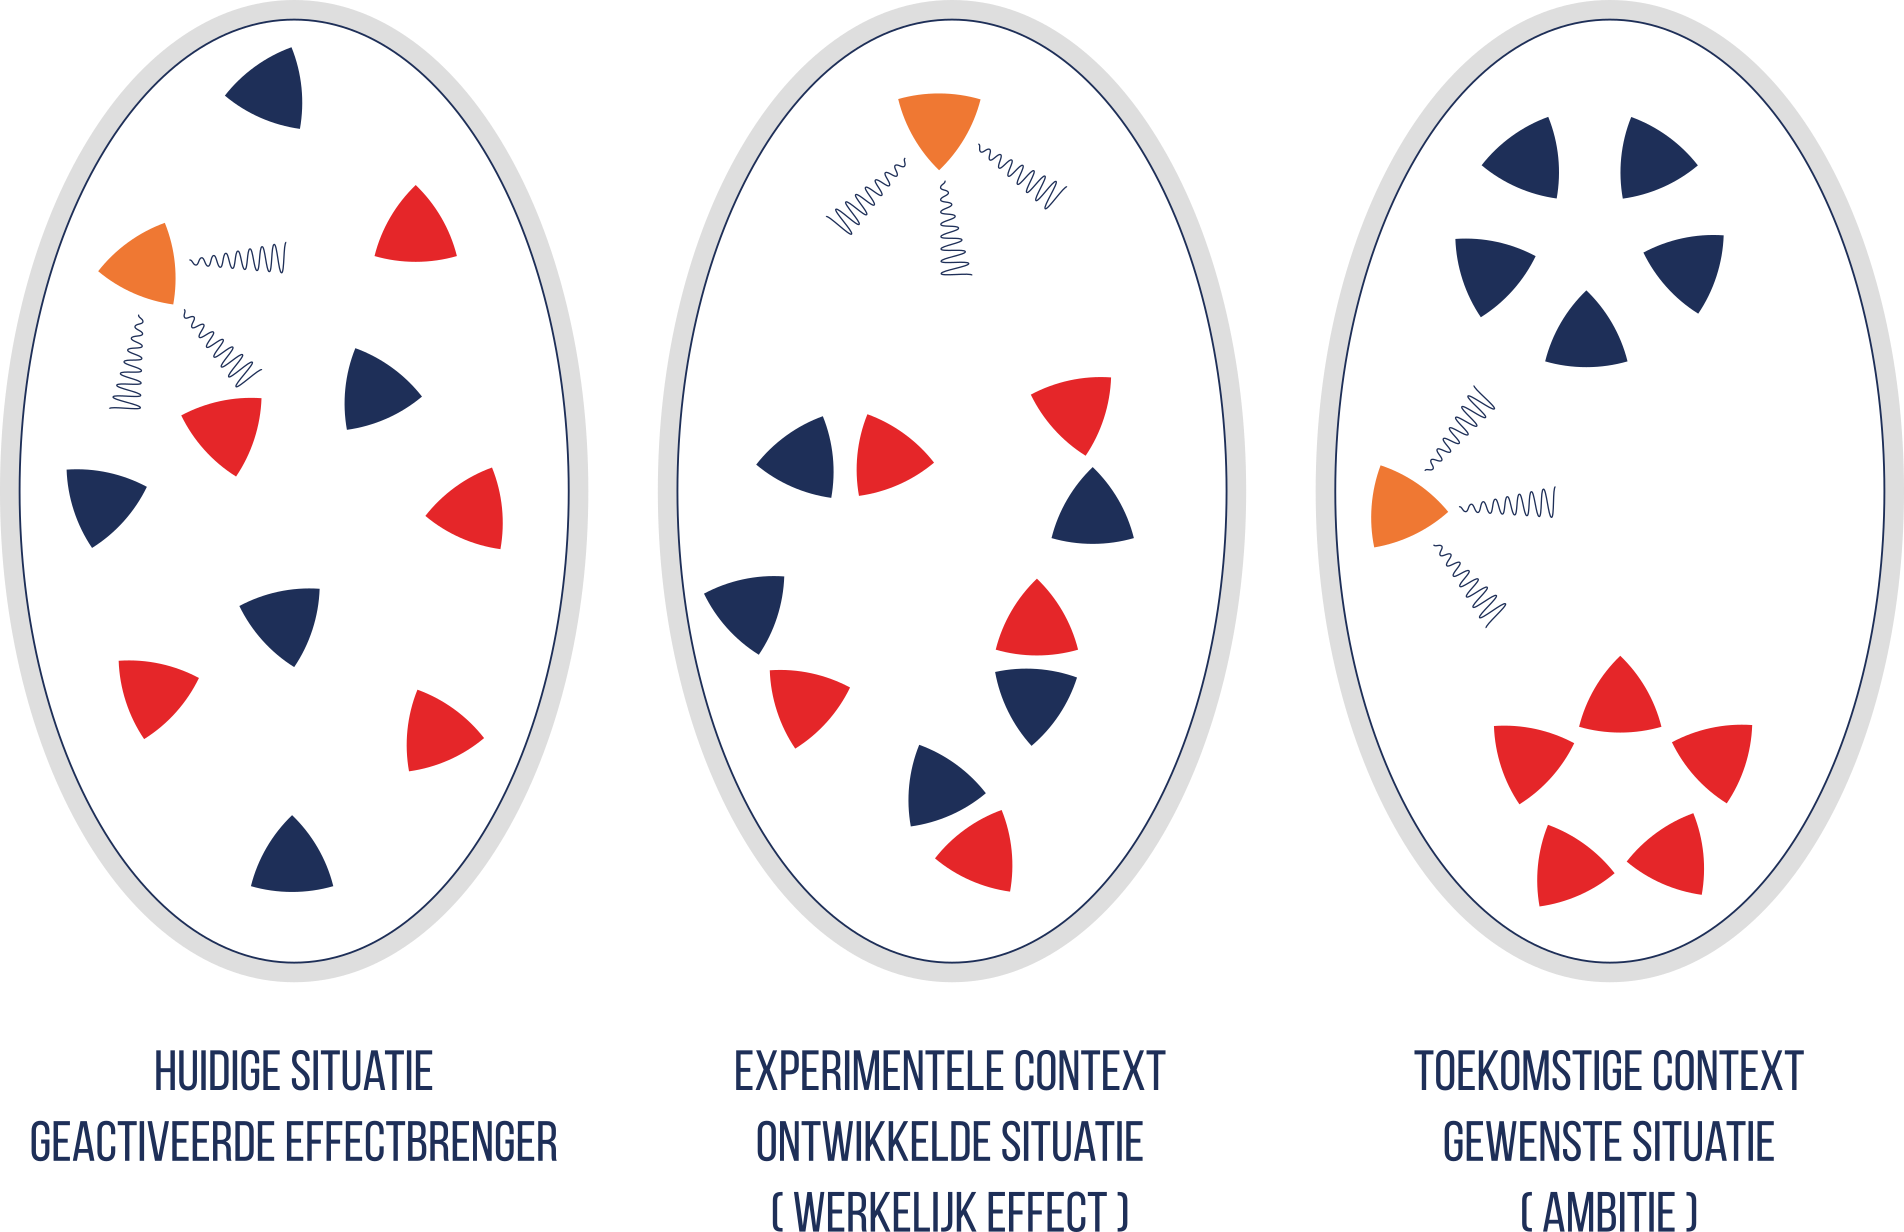 HUIDIGE SITUATIE
GEACTIVEERDE EFFECTBRENGER
EXPERIMENTELE CONTEXT
ONTWIKKELDE SITUATIE
( WERKELIJK EFFECT )
TOEKOMSTIGE CONTEXT
GEWENSTE SITUATIE
( AMBITIE )